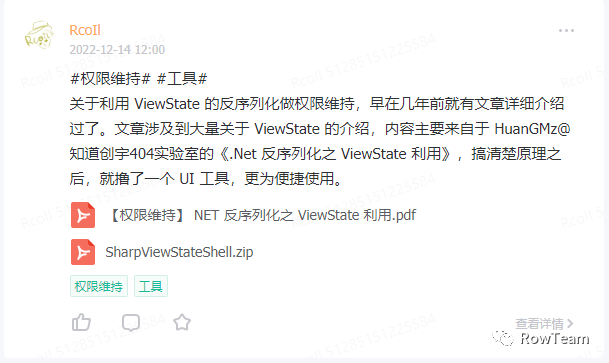 RcoIl
2022-12-14 12:00
#权限维持# #工具#
关于利用 ViewState 的反序列化做权限维持，早在几年前就有文章详细介绍
过了。文章涉及到大量关于 ViewState 的介绍，内容主要来自于 HuanGMz@
知道创宇404实验室的《.Net 反序列化之 ViewState 利用》，搞清楚原理之
后，就撸了一个 UI 工具，更为便捷使用。
【权限维持】 NET 反序列化之 ViewState 利用.pdf
SharpViewStateShell.zip
权限维持 工具
查看详情
RowTeam